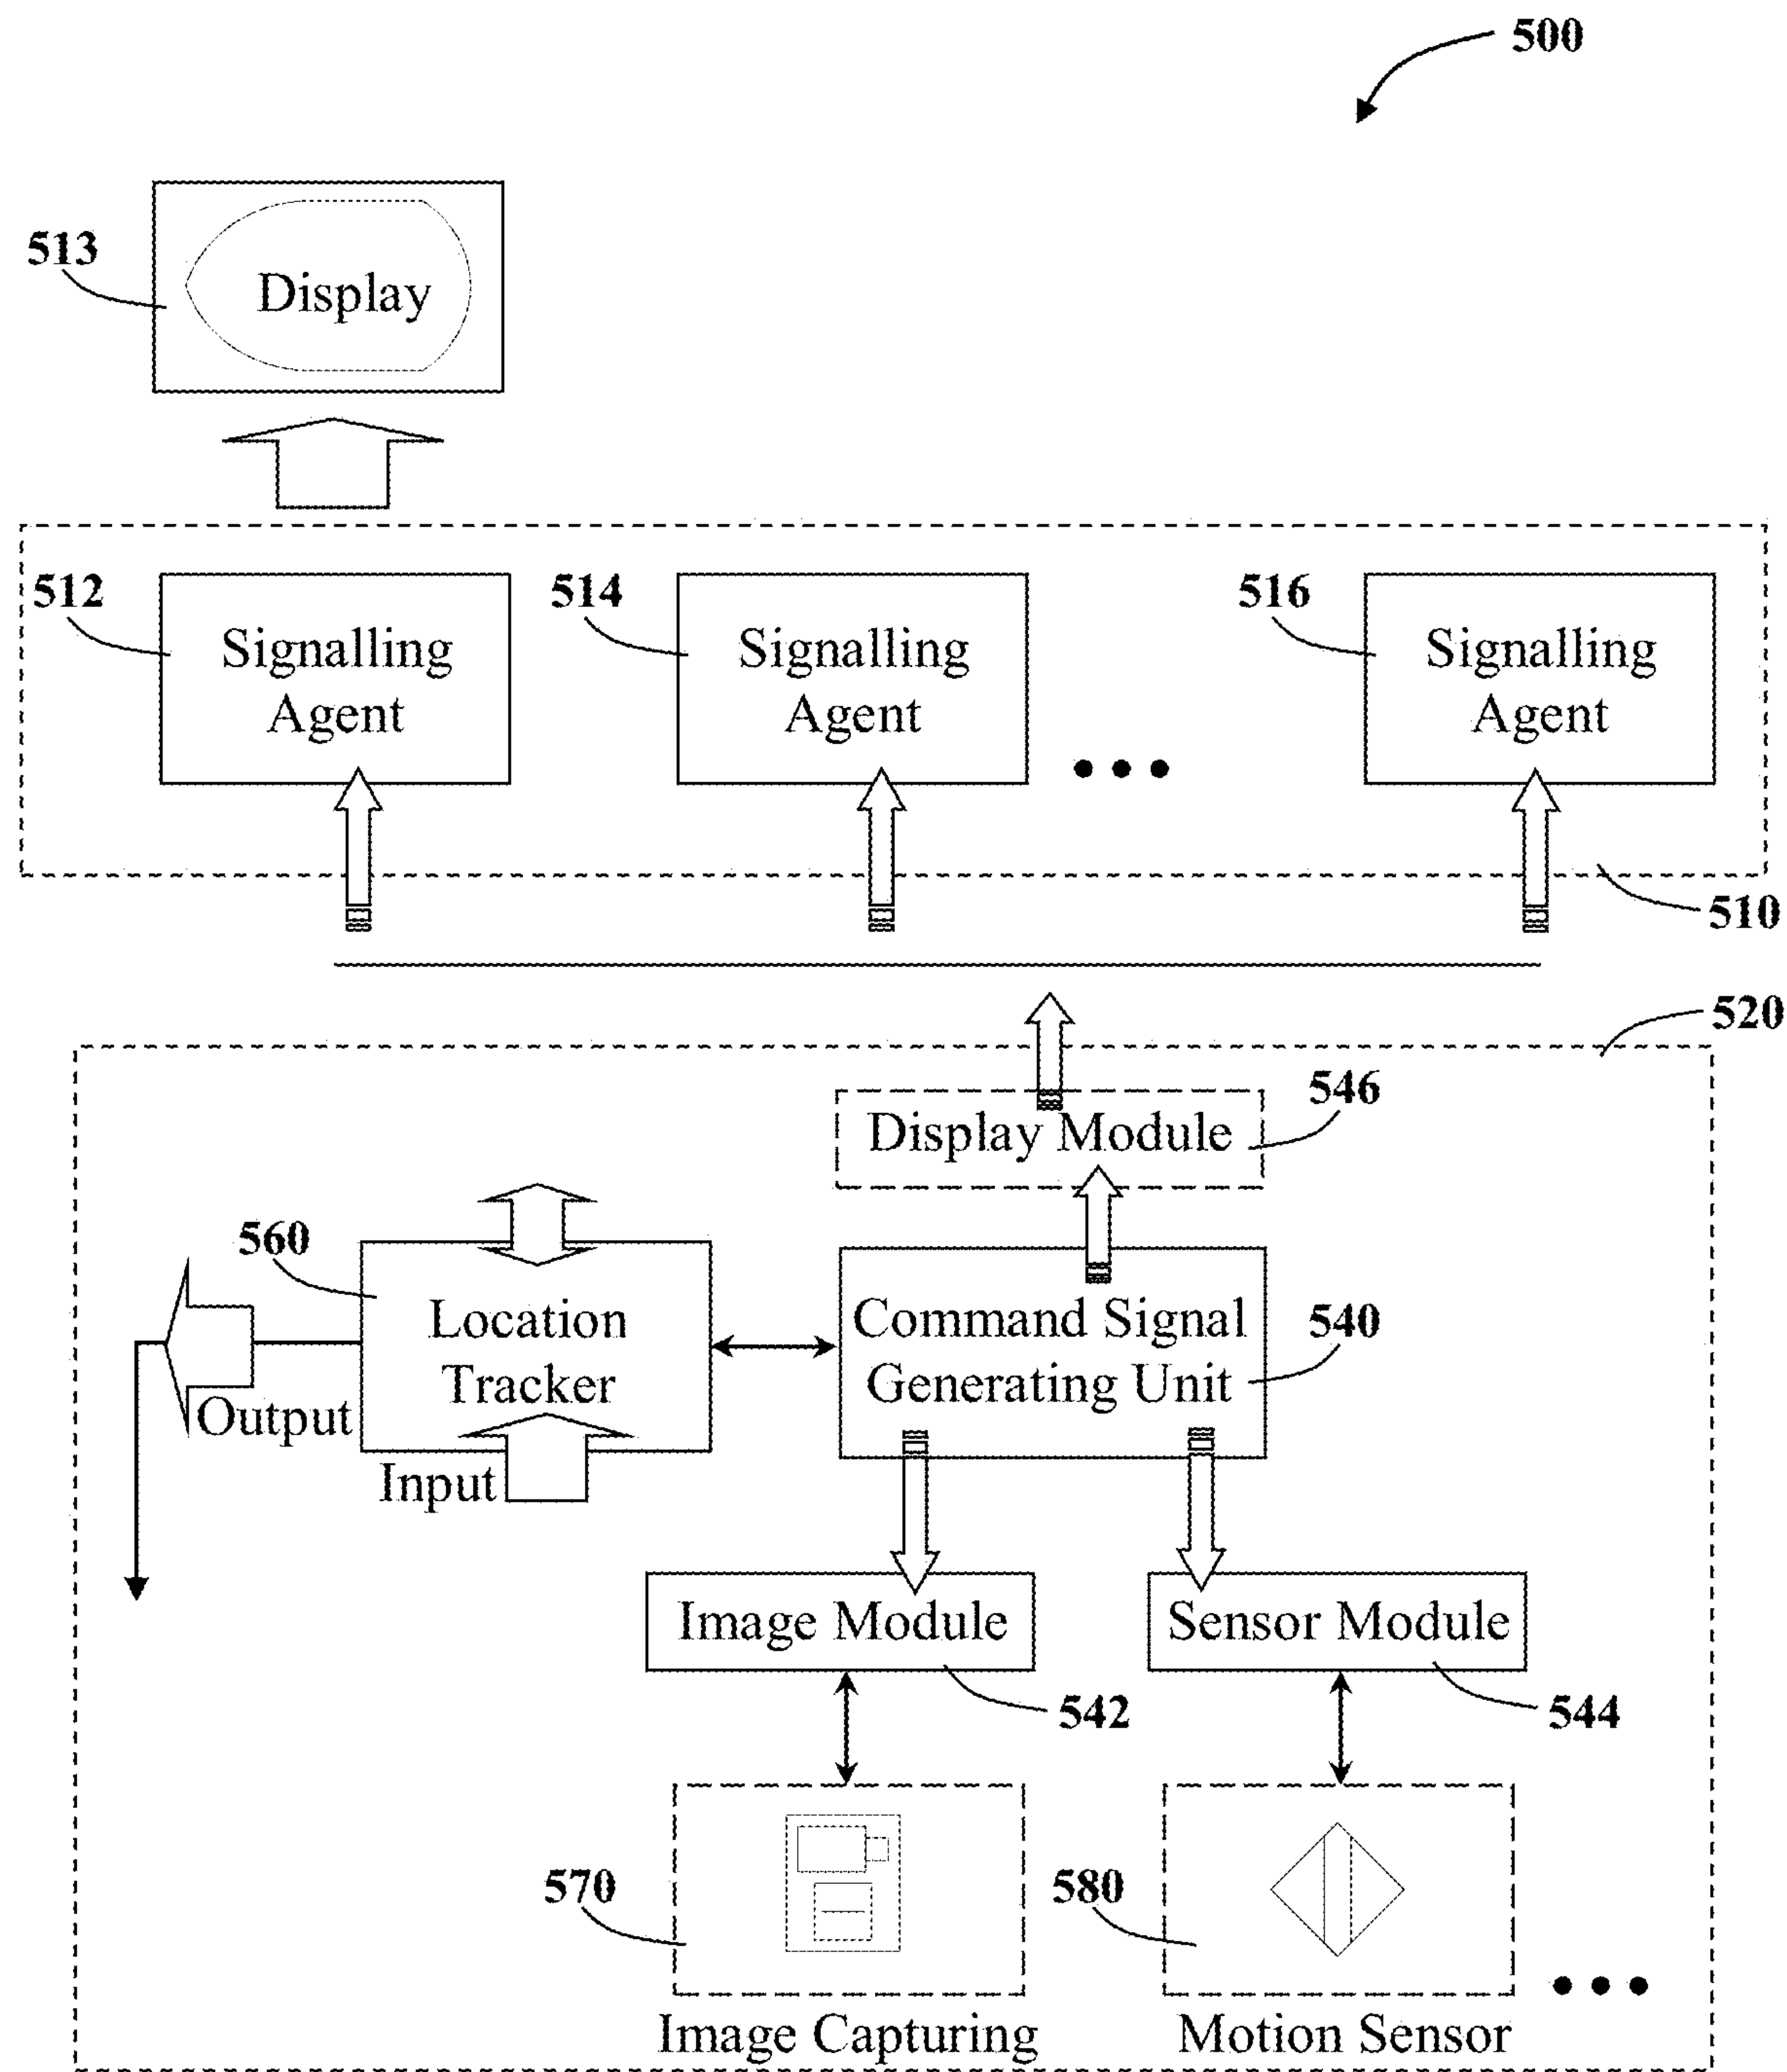 500
513
Display
512
Signalling
Agent
514
Signalling
Agent
516
Signalling
Agent
510
520
546
Display Module
560
Location
Tracker
Command Signal
Generating Unit
540
Output
Input
Image Module
Sensor Module
542
544
570
580
Image Capturing
Motion Sensor